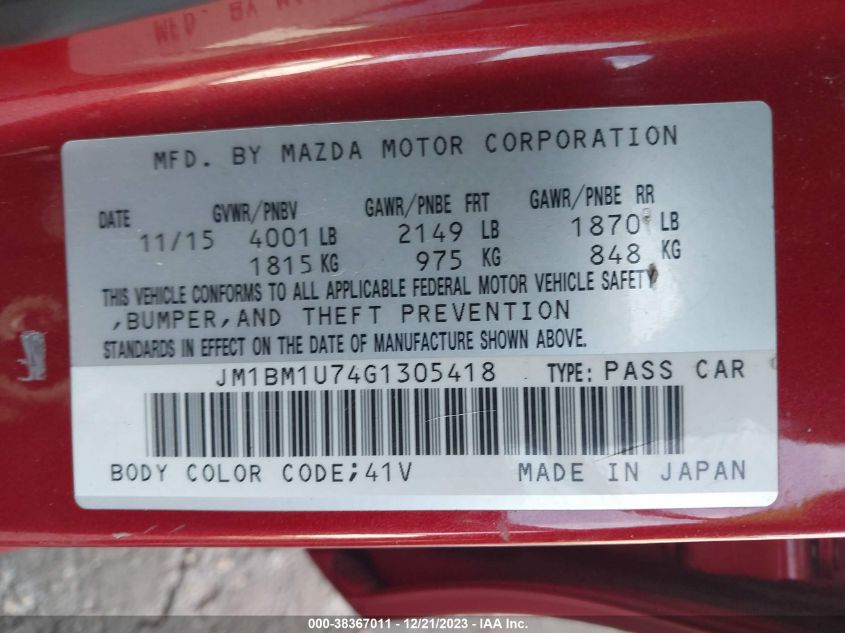 MFD. BY MAZDA MOTOR CORPORATION
DATE GVWR/PNBV GAWR/PNBE FRT GAWR/PNBE RR
11/15 4001 LB 2149 LB 1870 LB
1815 KG 975 KG 848 KG
THIS VEHICLE CONFORMS TO ALL APPLICABLE FEDERAL MOTOR VEHICLE SAFETY
,BUMPER,AND THEFT PREVENTION
STANDARDS IN EFFECT ON THE DATE OF MANUFACTURE SHOWN ABOVE.
JM1BM1U74G1305418 TYPE: PASS CAR
BODY COLOR CODE;41V MADE IN JAPAN
000-38367011 - 12/21/2023 - IAA Inc.